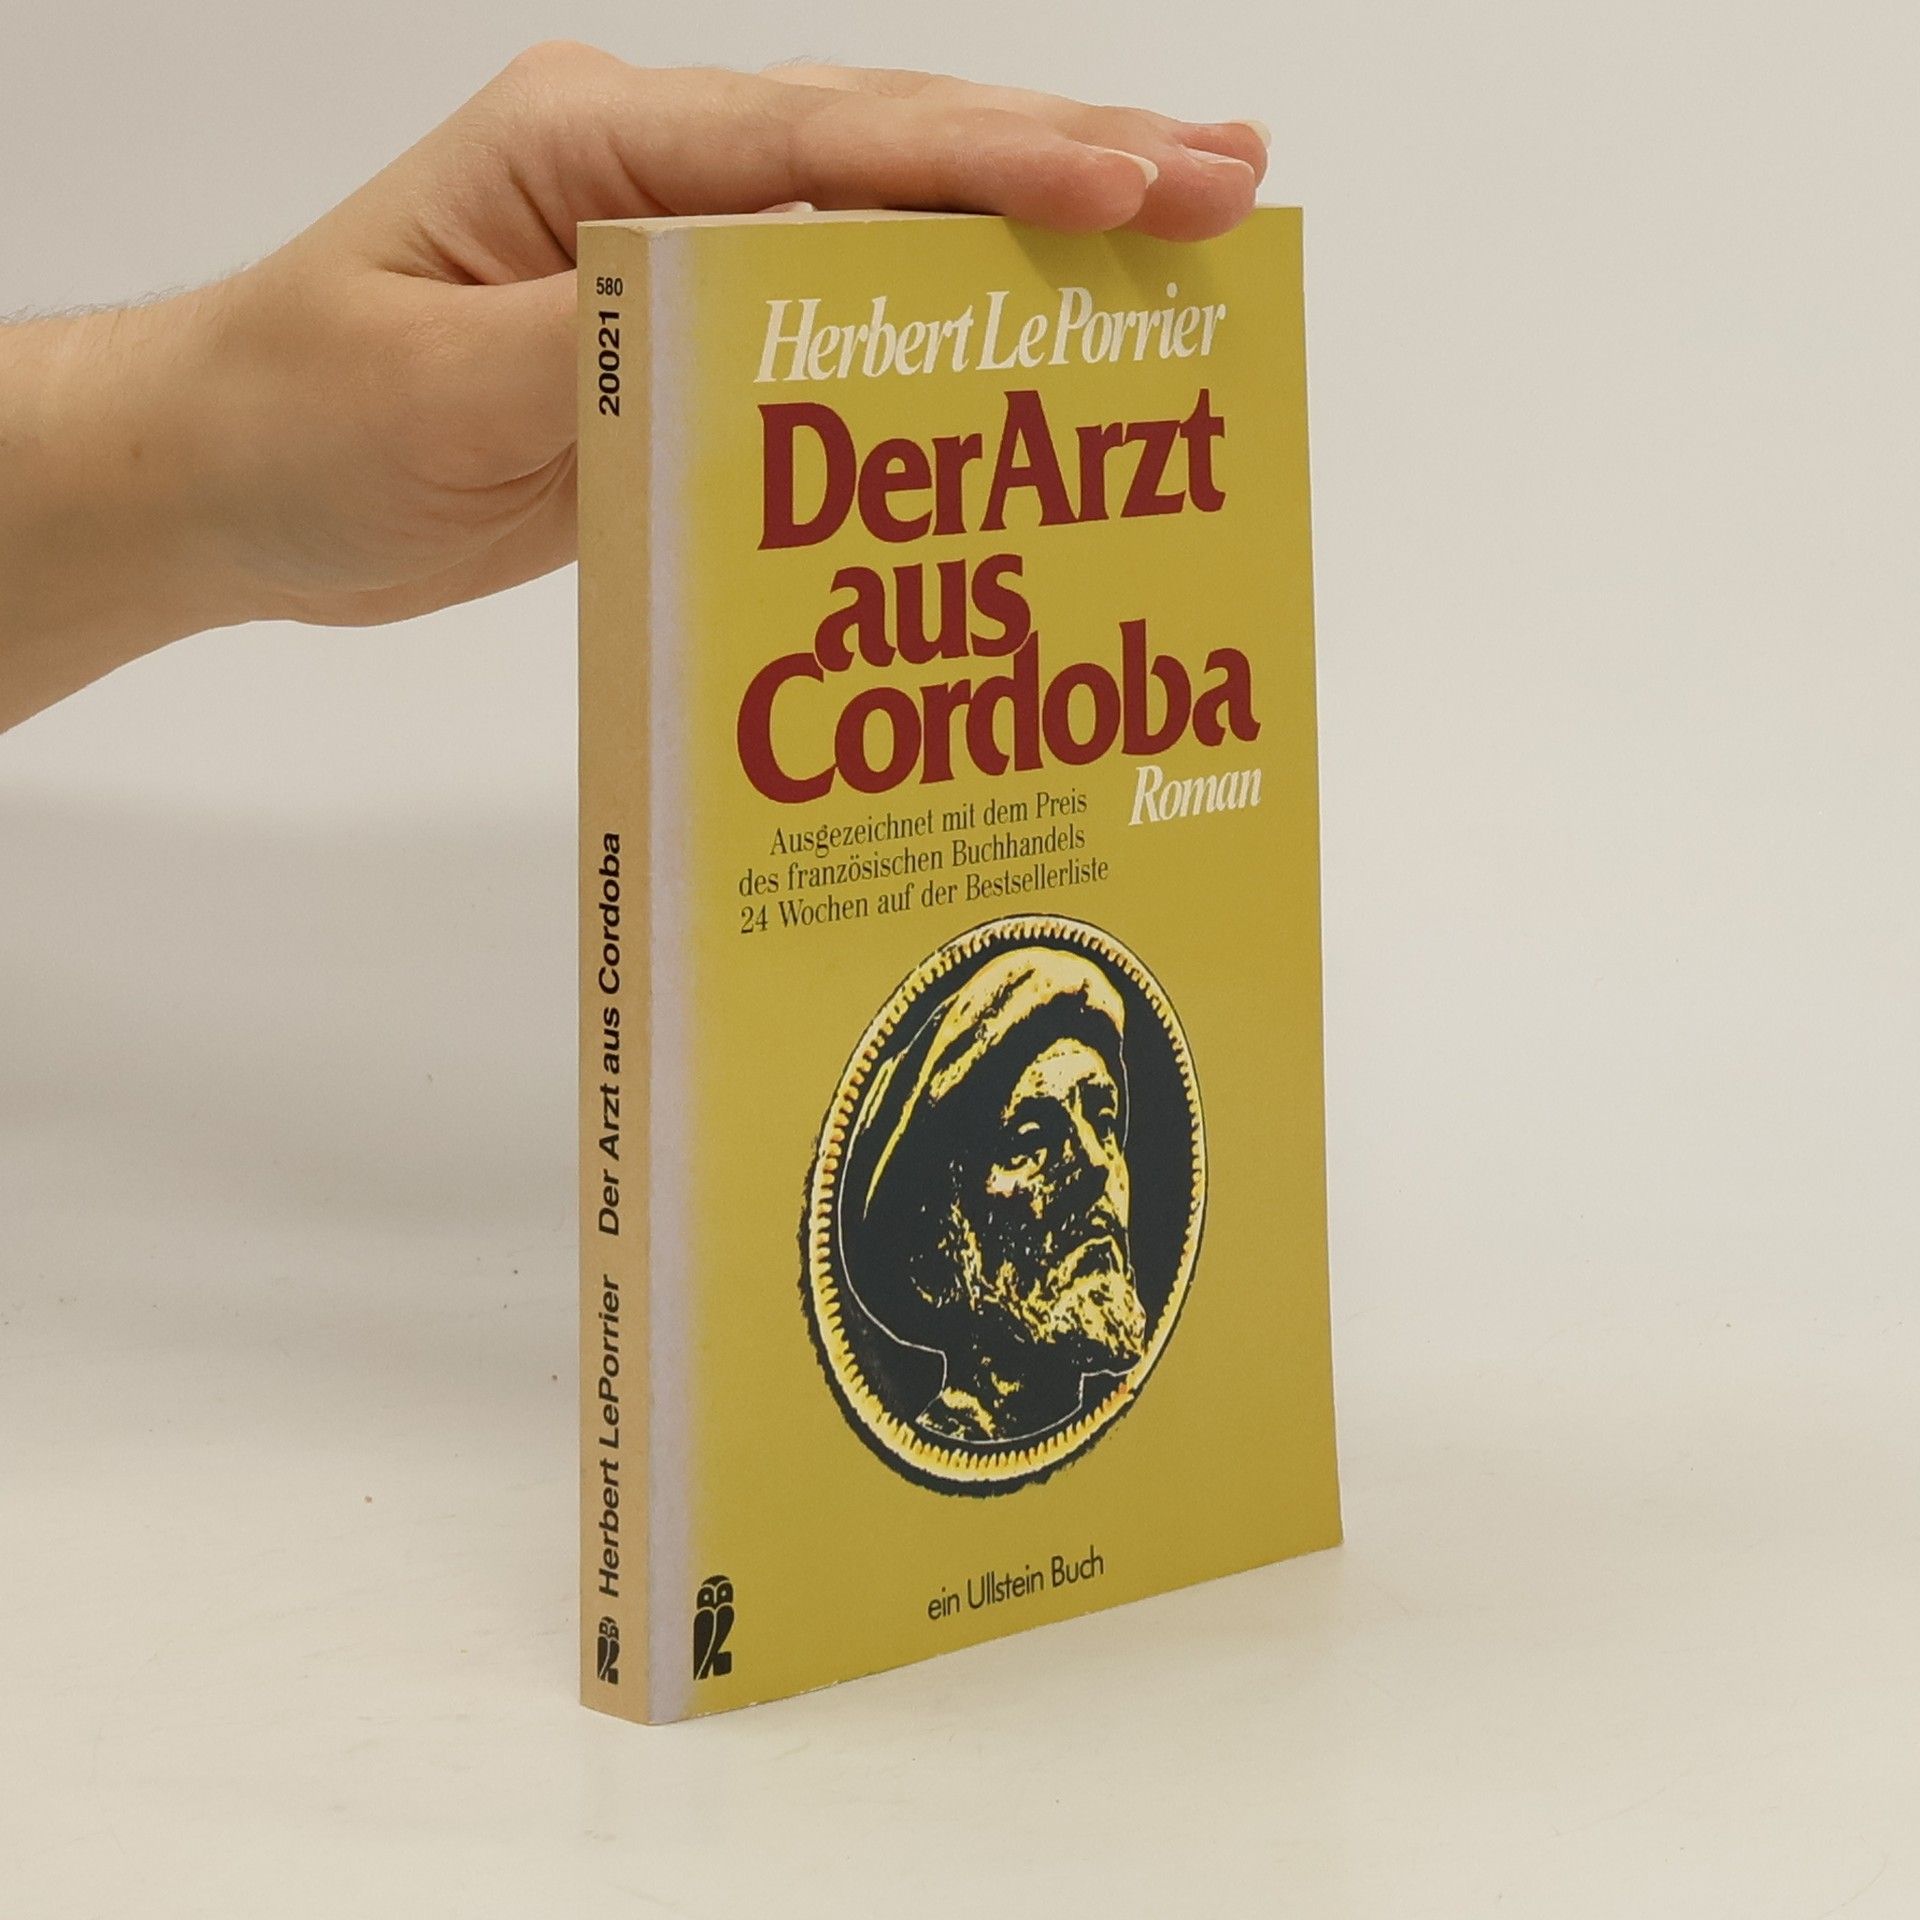 580
20021
Herbert LePorrier Der Arzt aus Cordoba
Herbert Le Porrier
Der Arzt
aus
Cordoba
Roman
Ausgezeichnet mit dem Preis
des französischen Buchhandels
24 Wochen auf der Bestsellerliste
ein Ullstein Buch